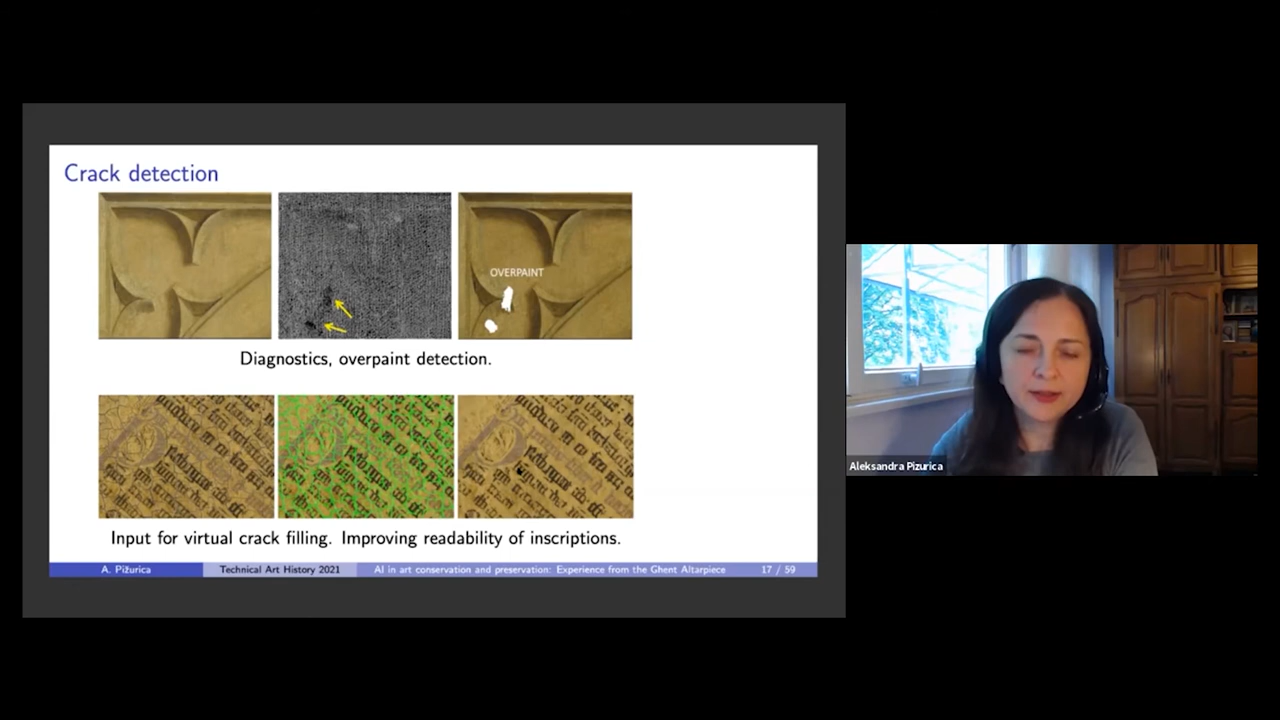 Crack detection
OVERPAINT
Diagnostics, overpaint detection.
Input for virtual crack filling. Improving readability of inscriptions.
A. Pižurica
Technical Art History 2021
AI in art conservation and preservation: Experience from the Ghent Altarpiece
17 / 59
Aleksandra Pizurica